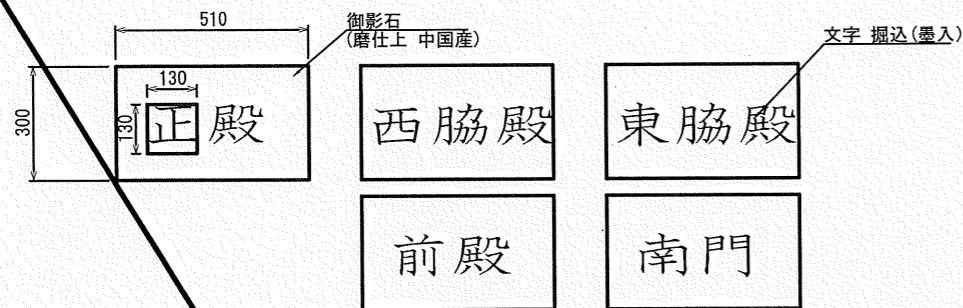 510
御影石
(磨仕上 中国産)
文字 掘込(墨入)
300
130
130
正殿
西脇殿
東脇殿
前殿
南門